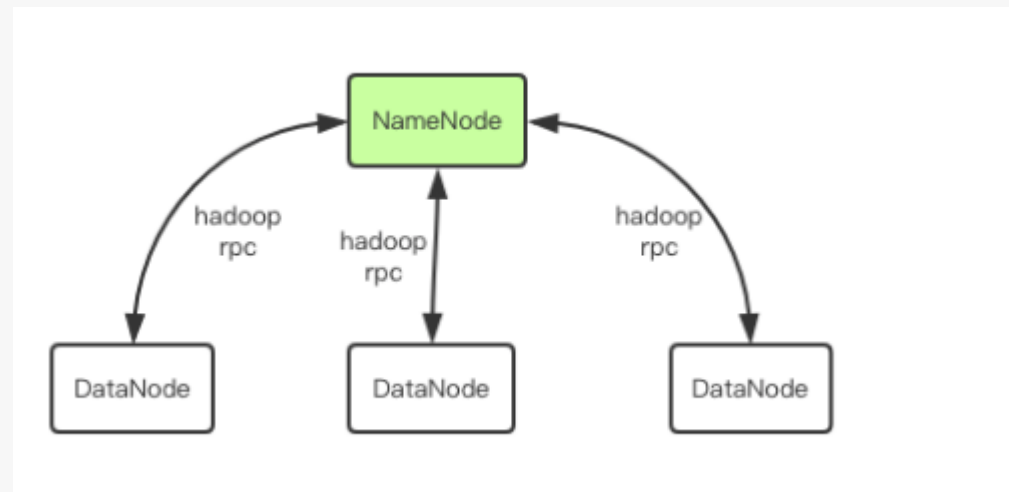 NameNode
hadoop
rpc
hadoop
rpc
hadoop
rpc
DataNode
DataNode
DataNode